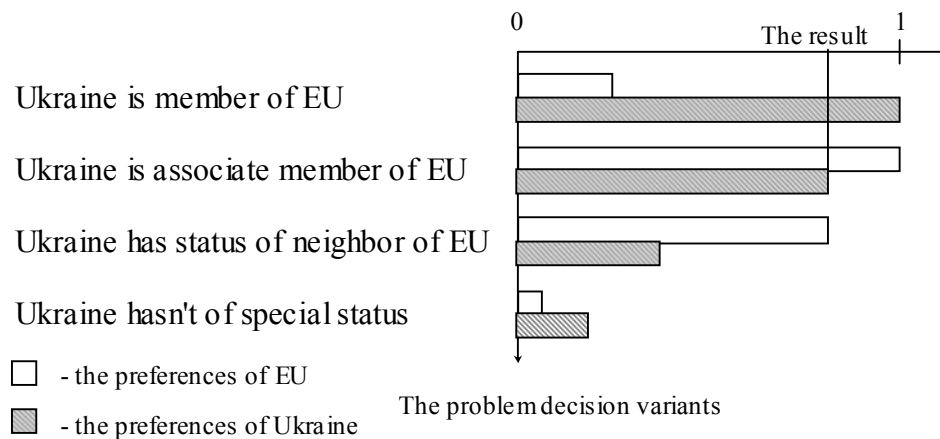 0
1
The result
Ukraine is member of EU
Ukraine is associate member of EU
Ukraine has status of neighbor of EU
Ukraine hasn't of special status
- the preferences of EU
The problem decision variants
- the preferences of Ukraine